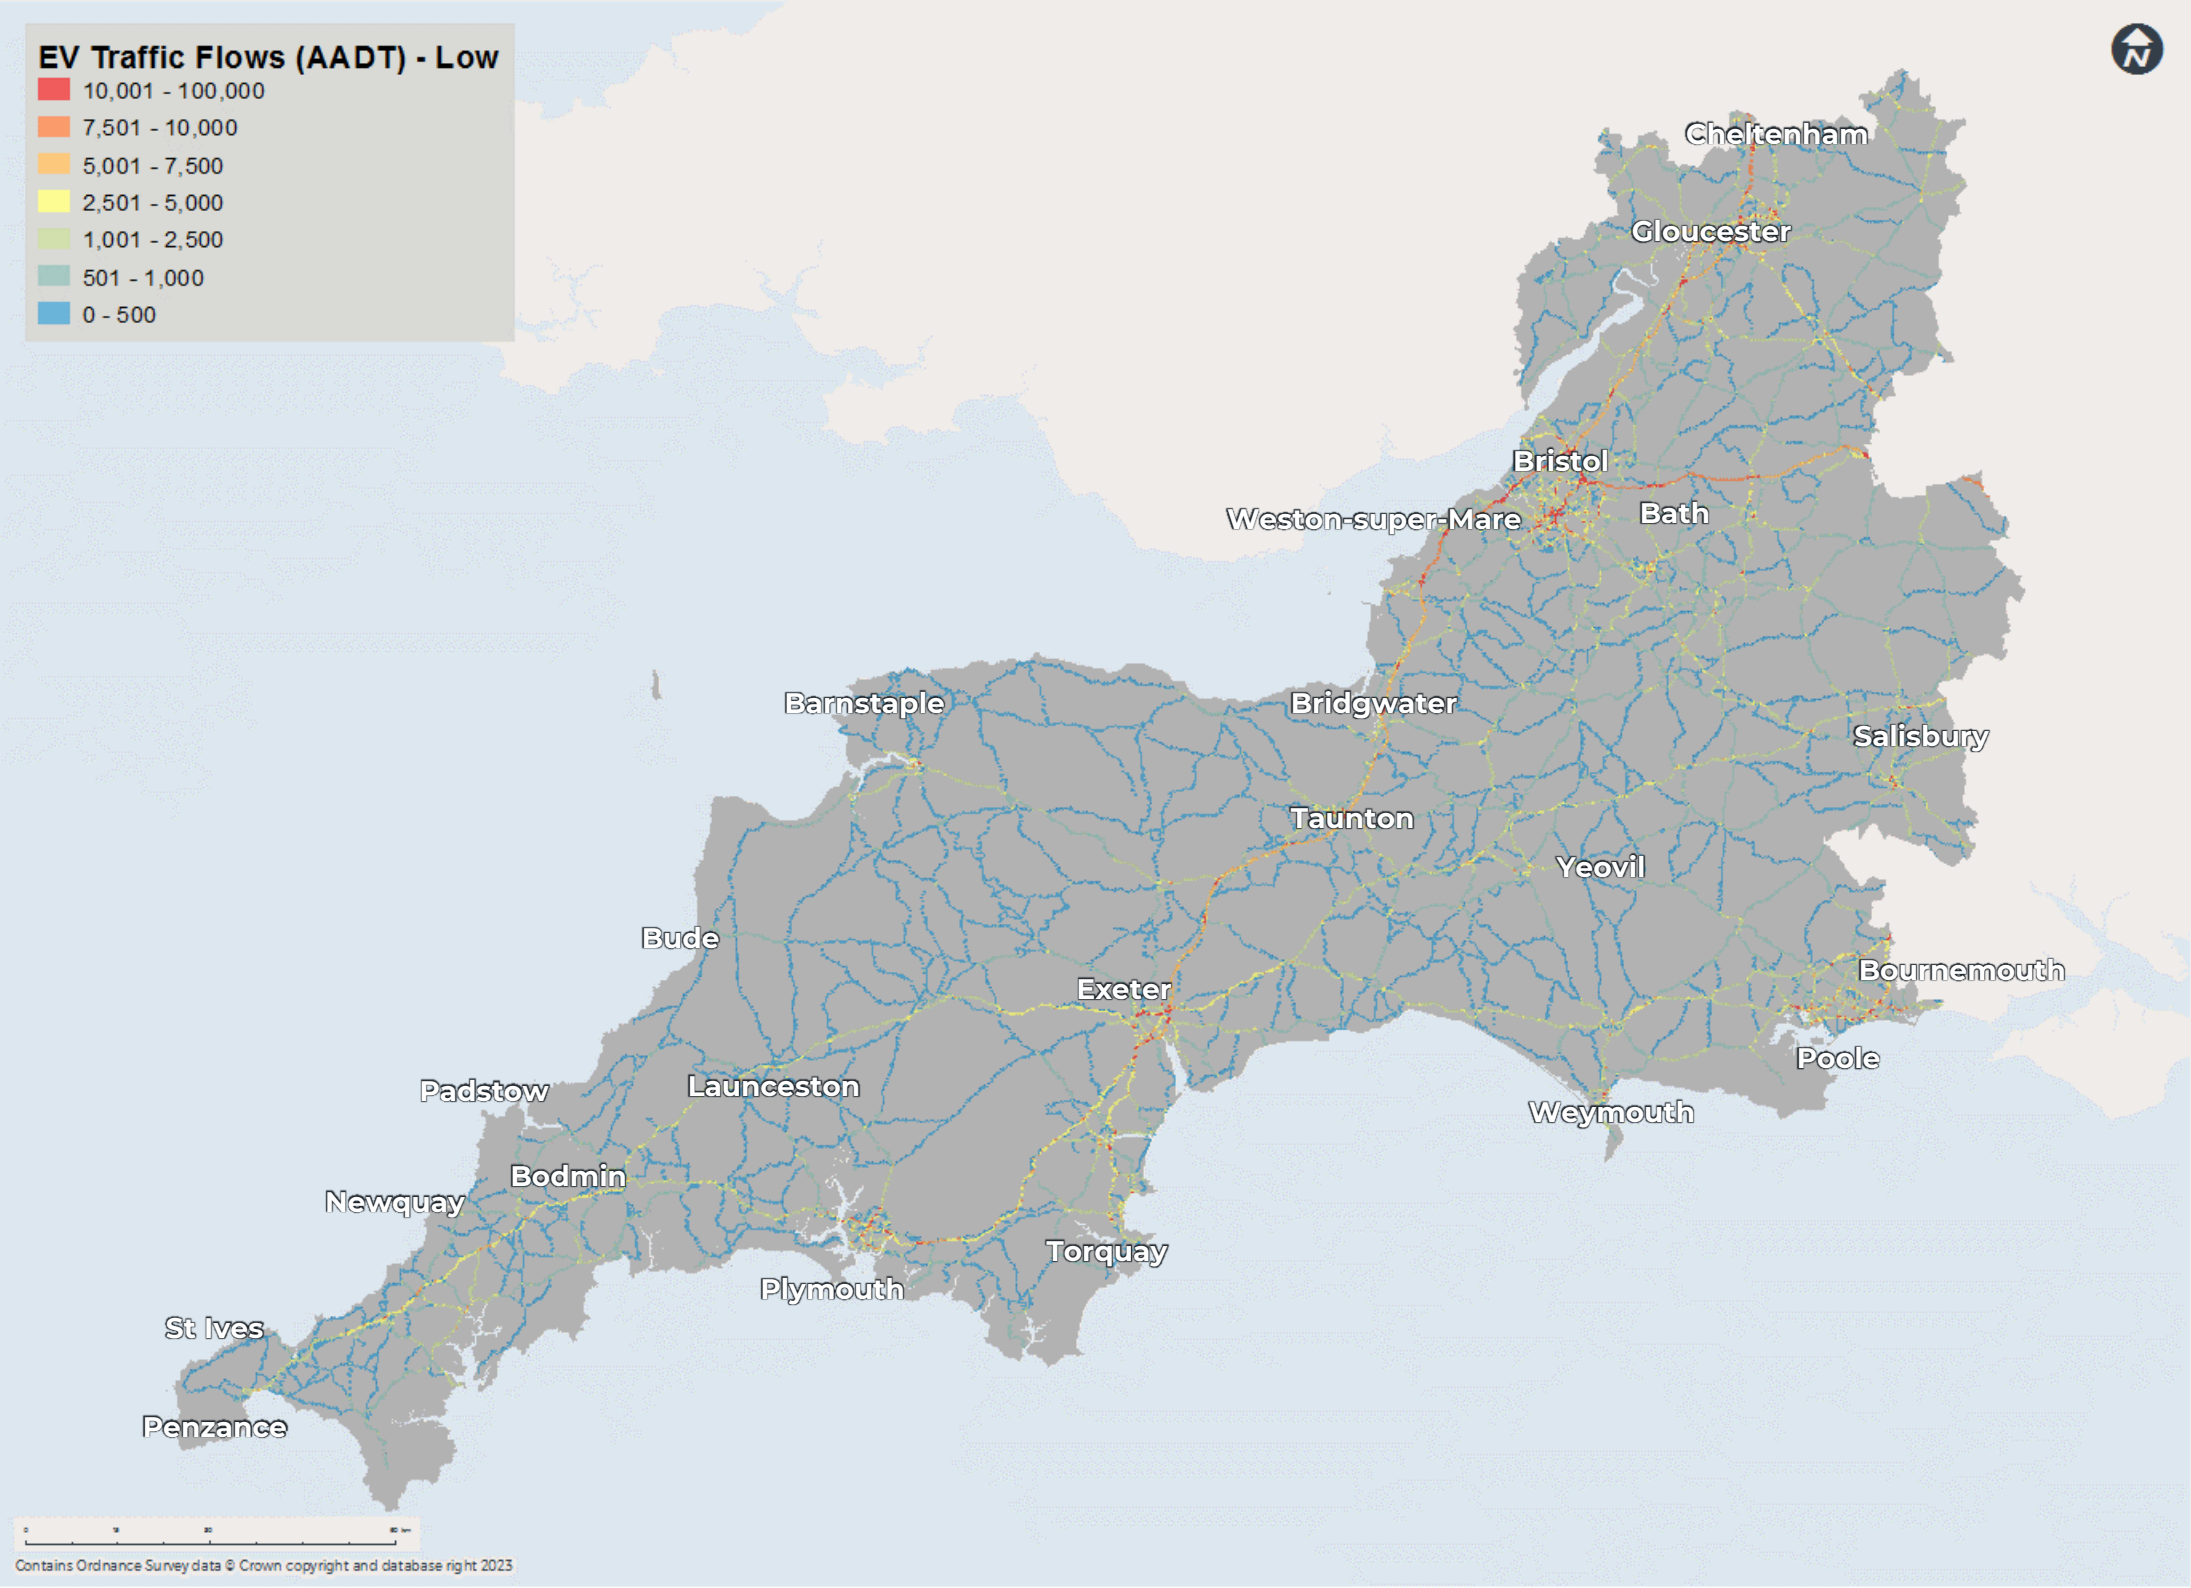 EV Traffic Flows (AADT) - Low
10,001 - 100,000
7,501 - 10,000
5,001 - 7,500
2,501 - 5,000
1,001 - 2,500
501 - 1,000
0 - 500
N
Cheltenham
Gloucester
Bristol
Weston-super-Mare
Bath
Barnstaple
Bridgwater
Salisbury
Taunton
Yeovil
Bude
Bournemouth
Exeter
Poole
Launceston
Padstow
Weymouth
Bodmin
Newquay
Torquay
Plymouth
St Ives
Penzance
0
Contains Ordnance Survey data © Crown copyright and database right 2023